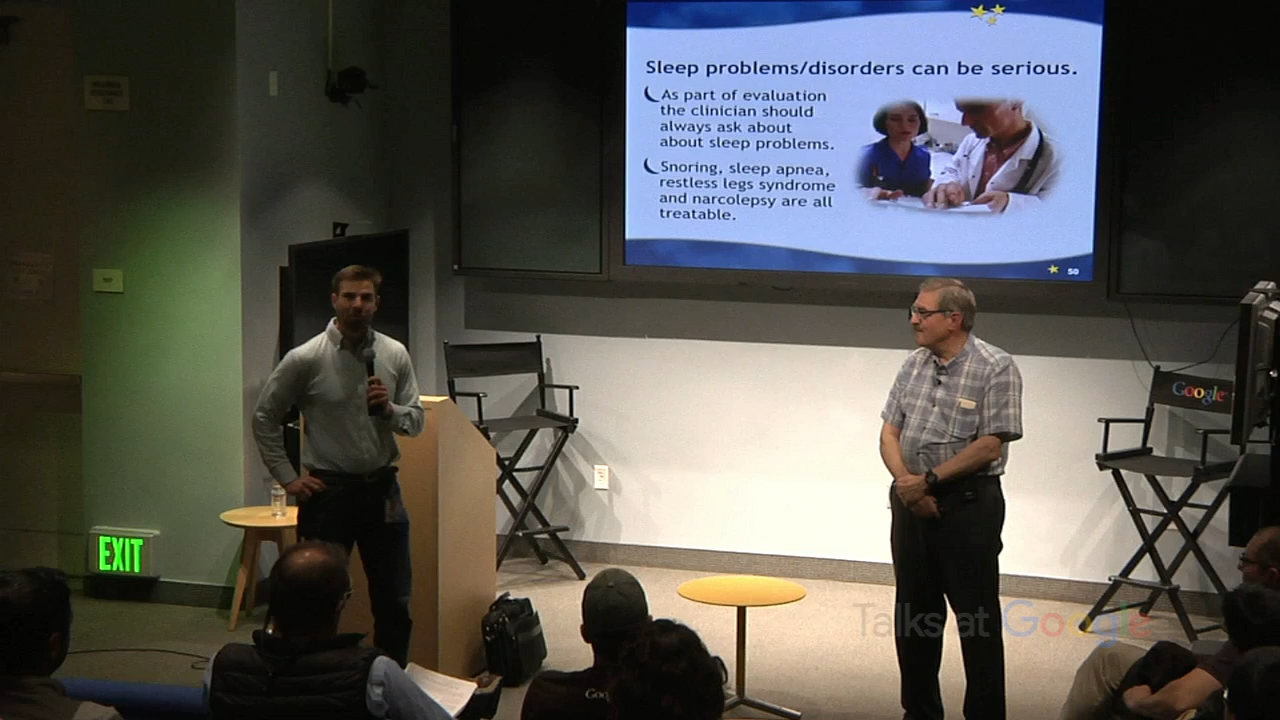 Sleep problems/disorders can be serious.
As part of evaluation
the clinician should
always ask about
about sleep problems.
Snoring, sleep apnea,
restless legs syndrome
and narcolepsy are all
treatable.
50
Google
EXIT
Talks at Google